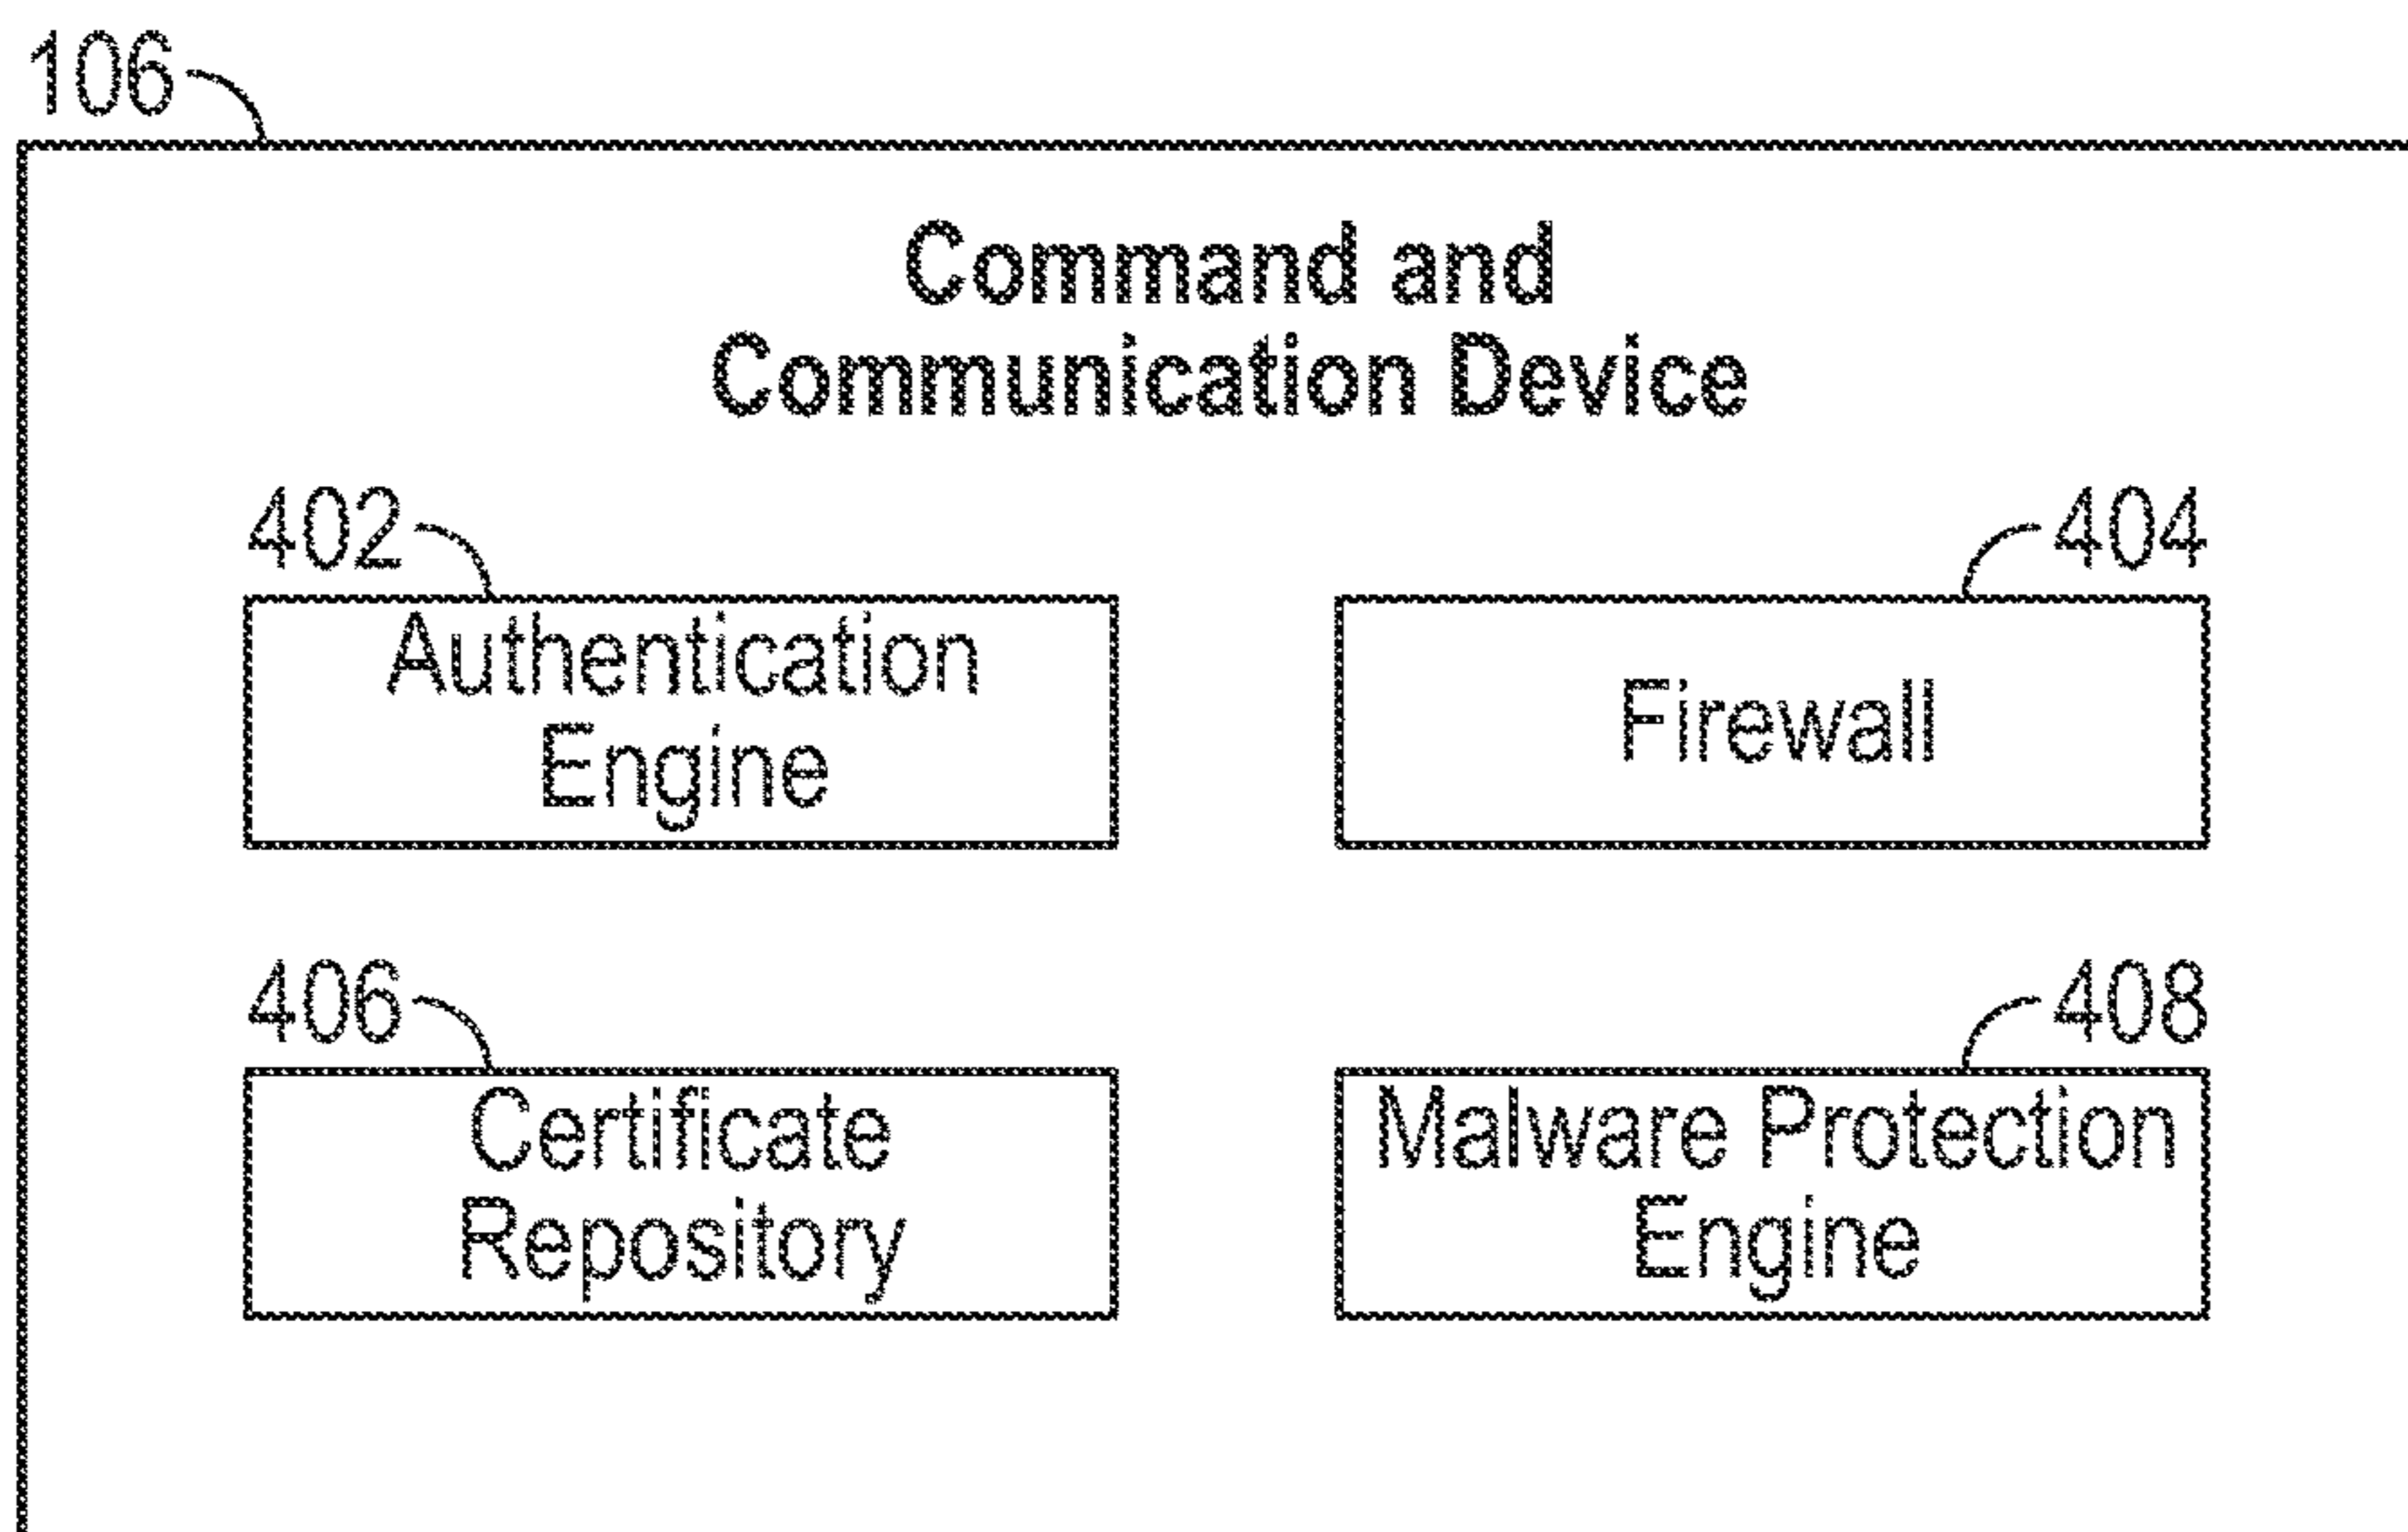 106
Command and
Communication Device
402
404
Authentication
Engine
Firewall
406
408
Certificate
Repository
Malware Protection
Engine